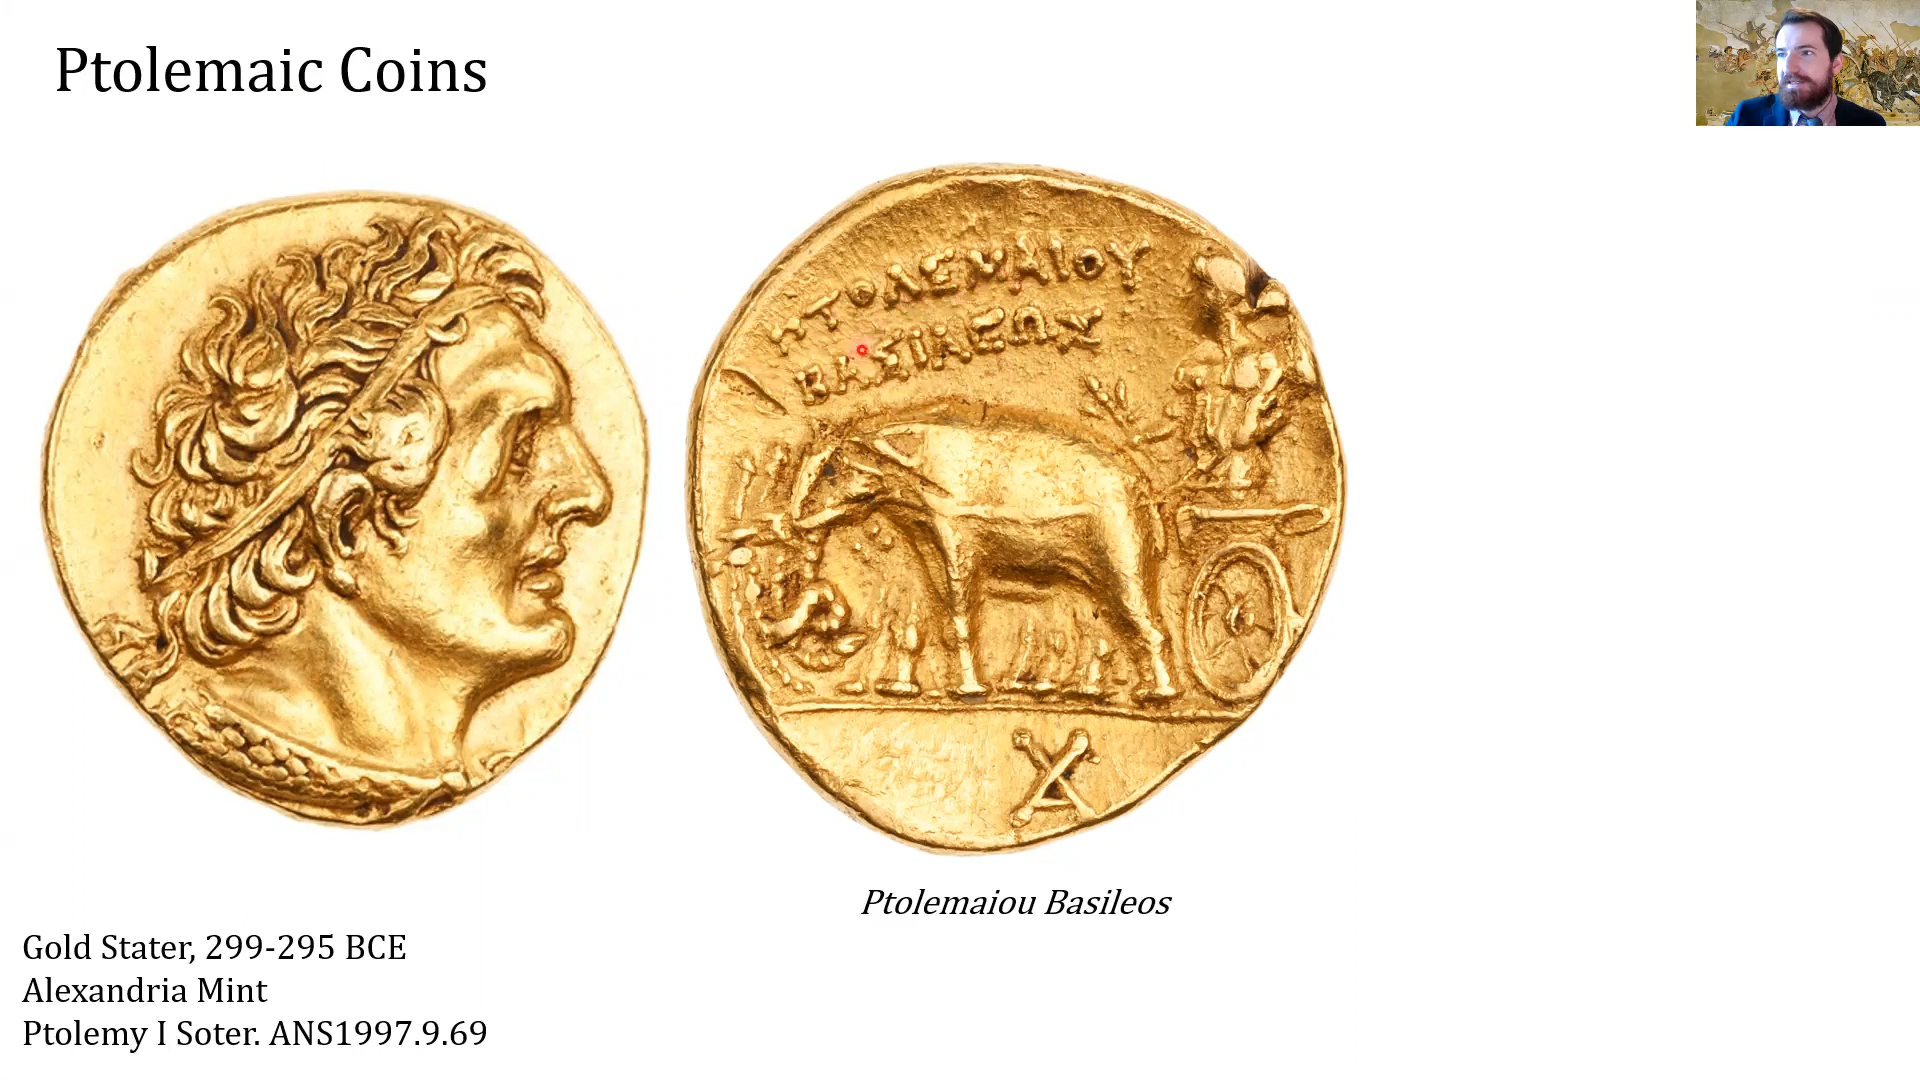 Ptolemaic Coins
ΠΤΟΛΕΜΑΙΟΥ
ΒΑΣΙΛΕΩΣ
Ptolemaiou Basileos
Gold Stater, 299-295 BCE
Alexandria Mint
Ptolemy I Soter. ANS1997.9.69